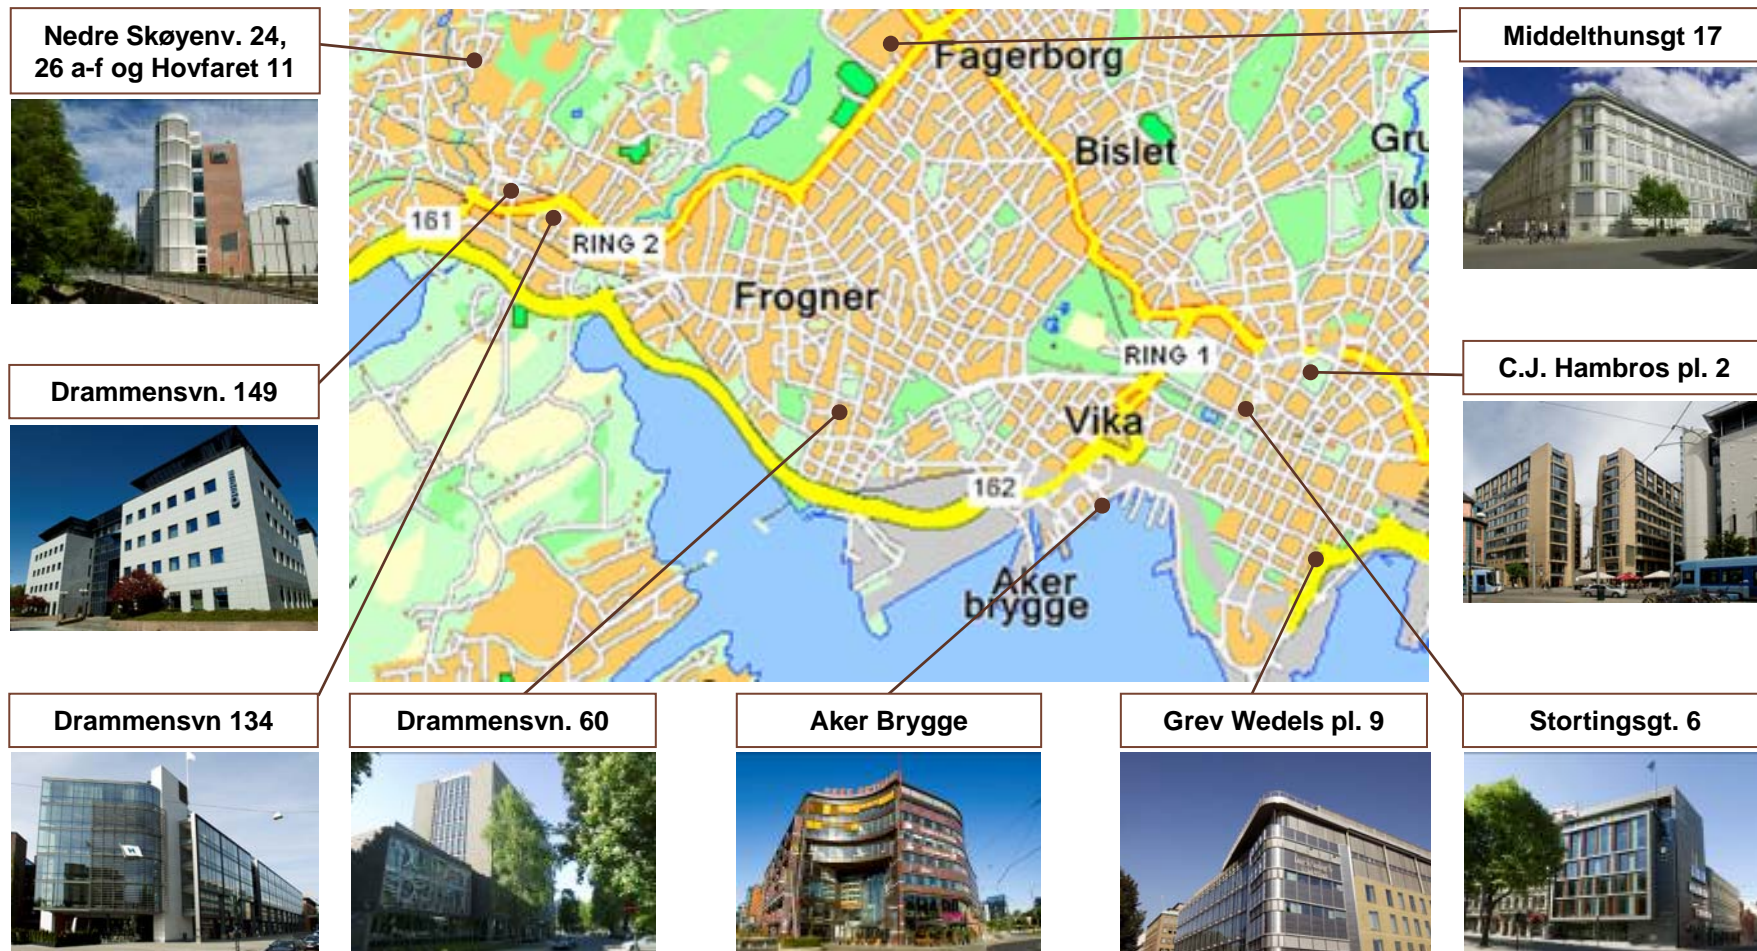 Nedre Skøyenv. 24,
26 a-f og Hovfaret 11
Middelthunsgt 17
Fagerborg
Bislet
Gru
løk
161
RING 2
Frogner
RING 1
Drammensvn. 149
C.J. Hambros pl. 2
Vika
162
Aker
brygge
Drammensvn 134
Drammensvn. 60
Aker Brygge
Grev Wedels pl. 9
Stortingsgt. 6